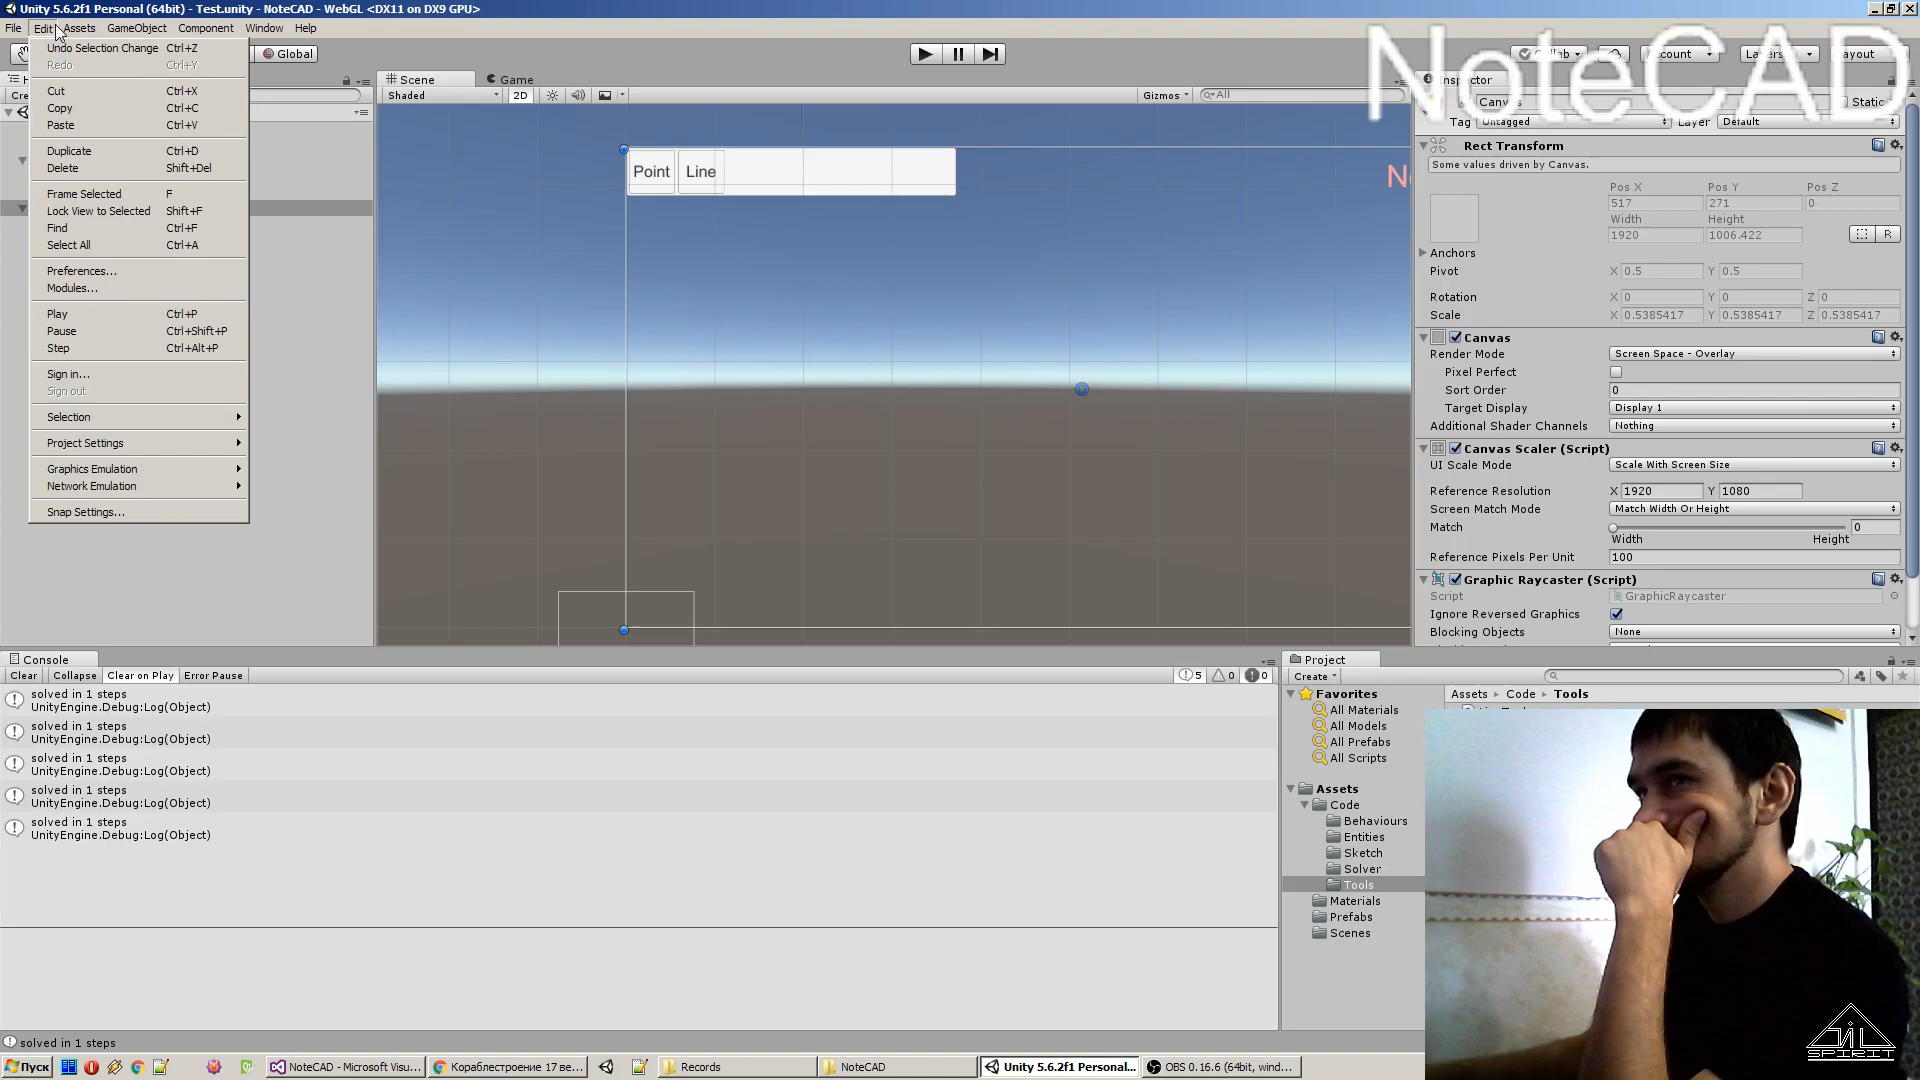 Unity 5.6.2f1 Personal (64bit) - Test.unity - NoteCAD - WebGL <DX11 on DX9 GPU>
File Edit Assets GameObject Component Window Help
NoteCAD
Global
Account
Layers
Layout
Undo Selection Change Ctrl+Z
Redo Ctrl+Y
Cut Ctrl+X
Copy Ctrl+C
Paste Ctrl+V
Duplicate Ctrl+D
Delete Shift+Del
Frame Selected F
Lock View to Selected Shift+F
Find Ctrl+F
Select All Ctrl+A
Preferences...
Modules...
Play Ctrl+P
Pause Ctrl+Shift+P
Step Ctrl+Alt+P
Sign in...
Sign out
Selection
Project Settings
Graphics Emulation
Network Emulation
Snap Settings...
Scene Game
Shaded 2D Gizmos All
Point Line
Inspector
Canvas Static
Tag Untagged Layer Default
Rect Transform
Some values driven by Canvas.
Pos X Pos Y Pos Z
517 271 0
Width Height
1920 1006.422 R
Anchors
Pivot X 0.5 Y 0.5
Rotation X 0 Y 0 Z 0
Scale X 0.5385417 Y 0.5385417 Z 0.5385417
Canvas
Render Mode Screen Space - Overlay
Pixel Perfect
Sort Order 0
Target Display Display 1
Additional Shader Channels Nothing
Canvas Scaler (Script)
UI Scale Mode Scale With Screen Size
Reference Resolution X 1920 Y 1080
Screen Match Mode Match Width Or Height
Match 0
Width Height
Reference Pixels Per Unit 100
Graphic Raycaster (Script)
Script GraphicRaycaster
Ignore Reversed Graphics
Blocking Objects None
Console
Clear Collapse Clear on Play Error Pause 5 0 0
solved in 1 steps
UnityEngine.Debug:Log(Object)
solved in 1 steps
UnityEngine.Debug:Log(Object)
solved in 1 steps
UnityEngine.Debug:Log(Object)
solved in 1 steps
UnityEngine.Debug:Log(Object)
solved in 1 steps
UnityEngine.Debug:Log(Object)
Project
Create
Favorites
All Materials
All Models
All Prefabs
All Scripts
Assets
Code
Behaviours
Entities
Sketch
Solver
Tools
Materials
Prefabs
Scenes
Assets Code Tools
SPIRIT
solved in 1 steps
Пуск
NoteCAD - Microsoft Visu...
Кораблестроение 17 ве...
Records
NoteCAD
Unity 5.6.2f1 Personal...
OBS 0.16.6 (64bit, wind...